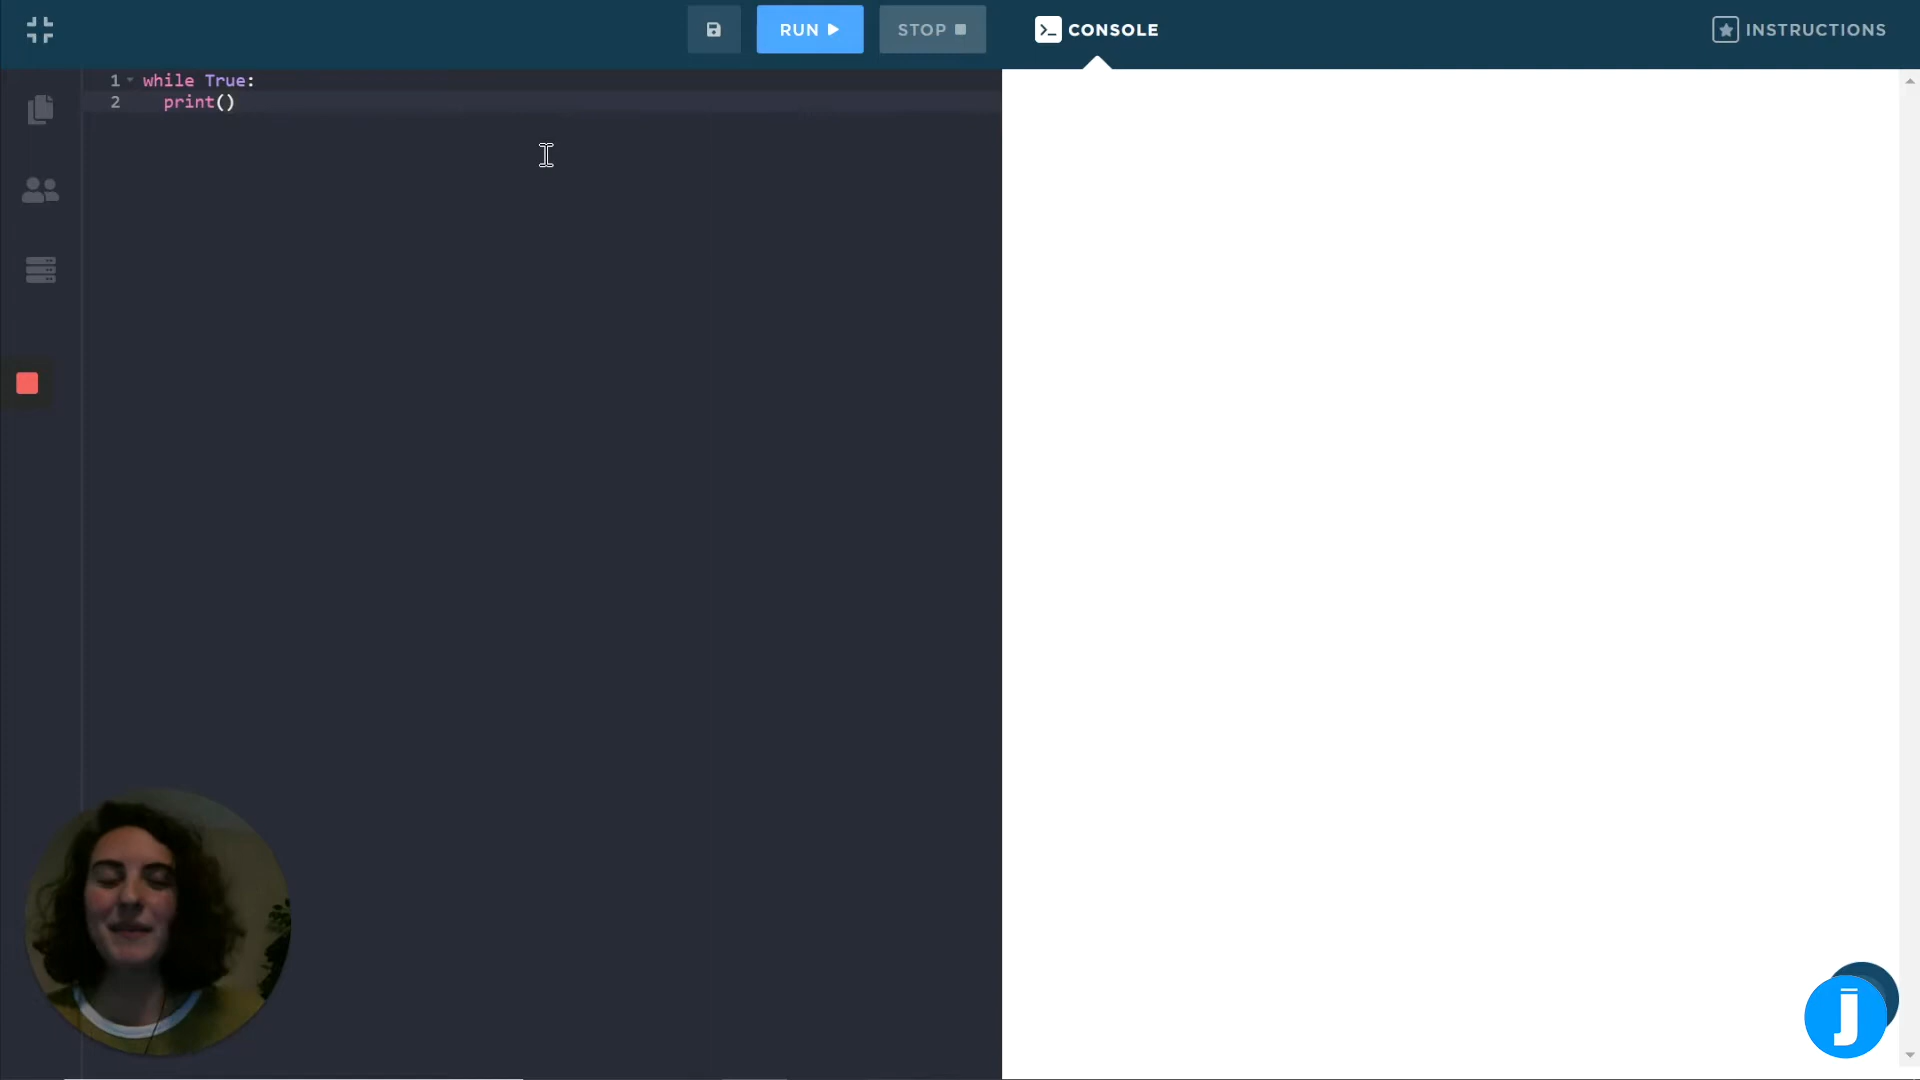 RUN
STOP
CONSOLE
INSTRUCTIONS
1 while True:
2 print()
j